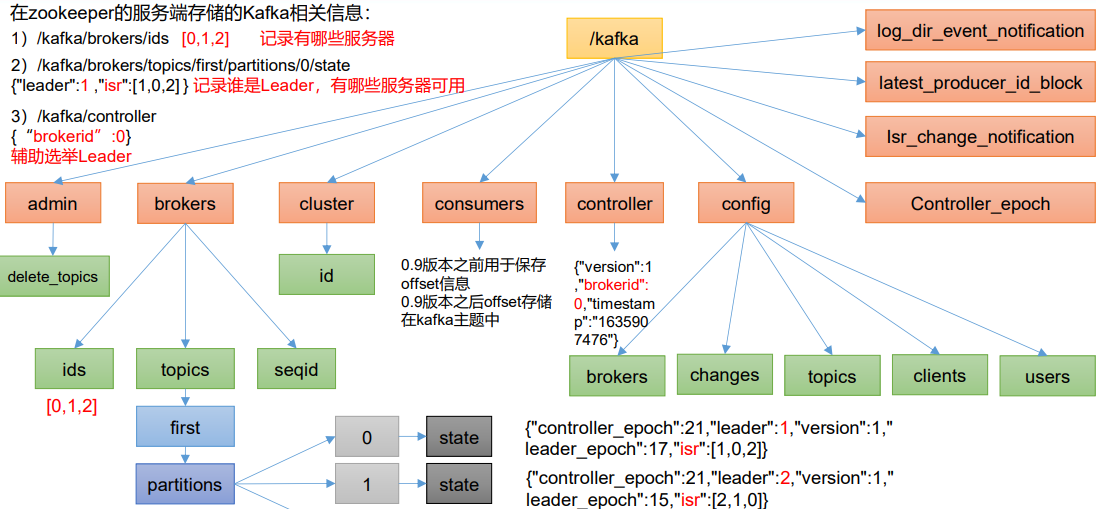 在zookeeper的服务端存储的Kafka相关信息：
1）/kafka/brokers/ids [0,1,2] 记录有哪些服务器
2）/kafka/brokers/topics/first/partitions/0/state
{"leader":1 ,"isr":[1,0,2] } 记录谁是Leader，有哪些服务器可用
3）/kafka/controller
{“brokerid”:0}
辅助选举Leader
/kafka
log_dir_event_notification
latest_producer_id_block
Isr_change_notification
Controller_epoch
admin
brokers
cluster
consumers
controller
config
delete_topics
id
0.9版本之前用于保存
offset信息
0.9版本之后offset存储
在kafka主题中
{"version":1
,"brokerid":
0,"timestam
p":"163590
7476"}
ids
topics
seqid
brokers
changes
topics
clients
users
[0,1,2]
first
partitions
0
state
1
state
{"controller_epoch":21,"leader":1,"version":1,"
leader_epoch":17,"isr":[1,0,2]}
{"controller_epoch":21,"leader":2,"version":1,"
leader_epoch":15,"isr":[2,1,0]}